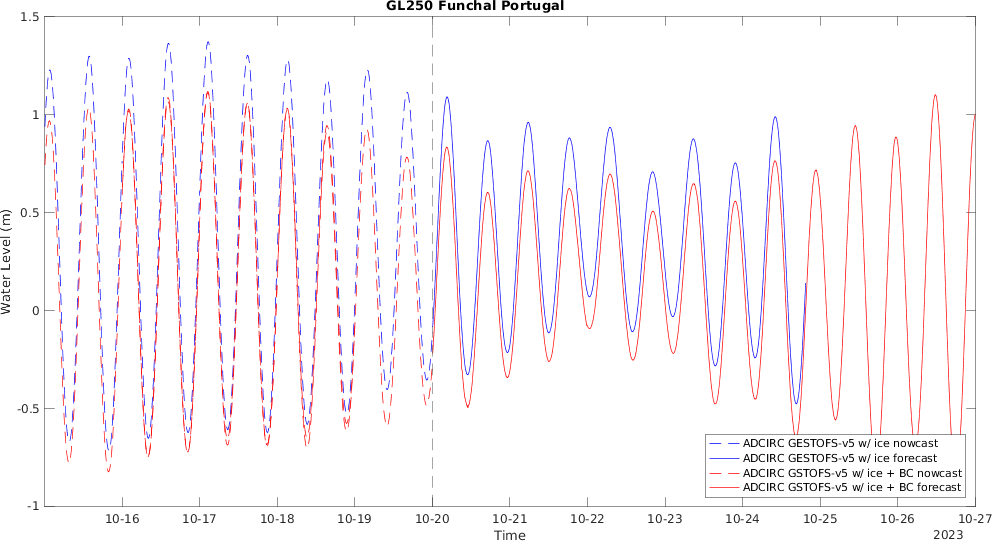 GL250 Funchal Portugal
Water Level (m)
1.5
1
0.5
0
-0.5
-1
ADCIRC GESTOFS-v5 w/ ice nowcast
ADCIRC GESTOFS-v5 w/ ice forecast
ADCIRC GSTOFS-v5 w/ ice + BC nowcast
ADCIRC GSTOFS-v5 w/ ice + BC forecast
10-16 10-17 10-18 10-19 10-20 10-21 10-22 10-23 10-24 10-25 10-26 10-27
Time
2023